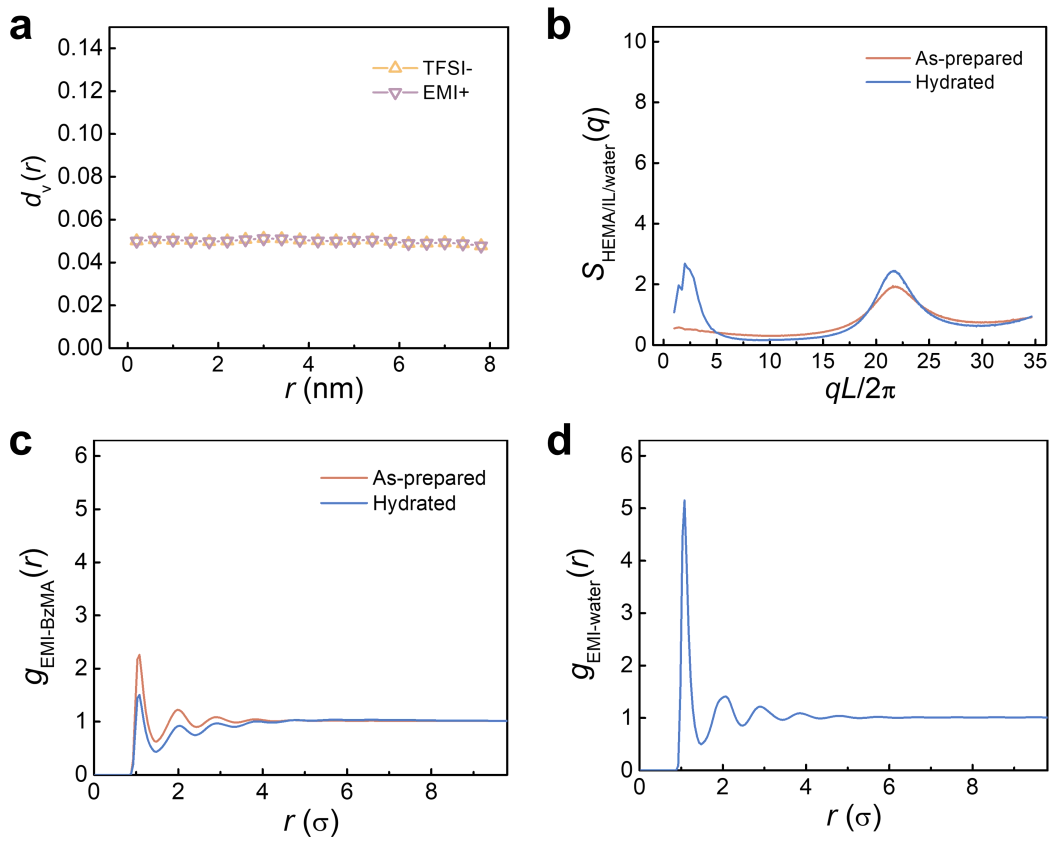 a
0.14
0.12
0.10
0.08
0.06
0.04
0.02
0.00
d_v(r)
TFSI-
EMI+
0 2 4 6 8
r (nm)
b
10
8
6
4
2
0
S_HEMA/IL/water(q)
As-prepared
Hydrated
0 5 10 15 20 25 30 35
qL/2π
c
6
5
4
3
2
1
0
g_EMI-BzMA(r)
As-prepared
Hydrated
0 2 4 6 8
r (σ)
d
6
5
4
3
2
1
0
g_EMI-water(r)
0 2 4 6 8
r (σ)